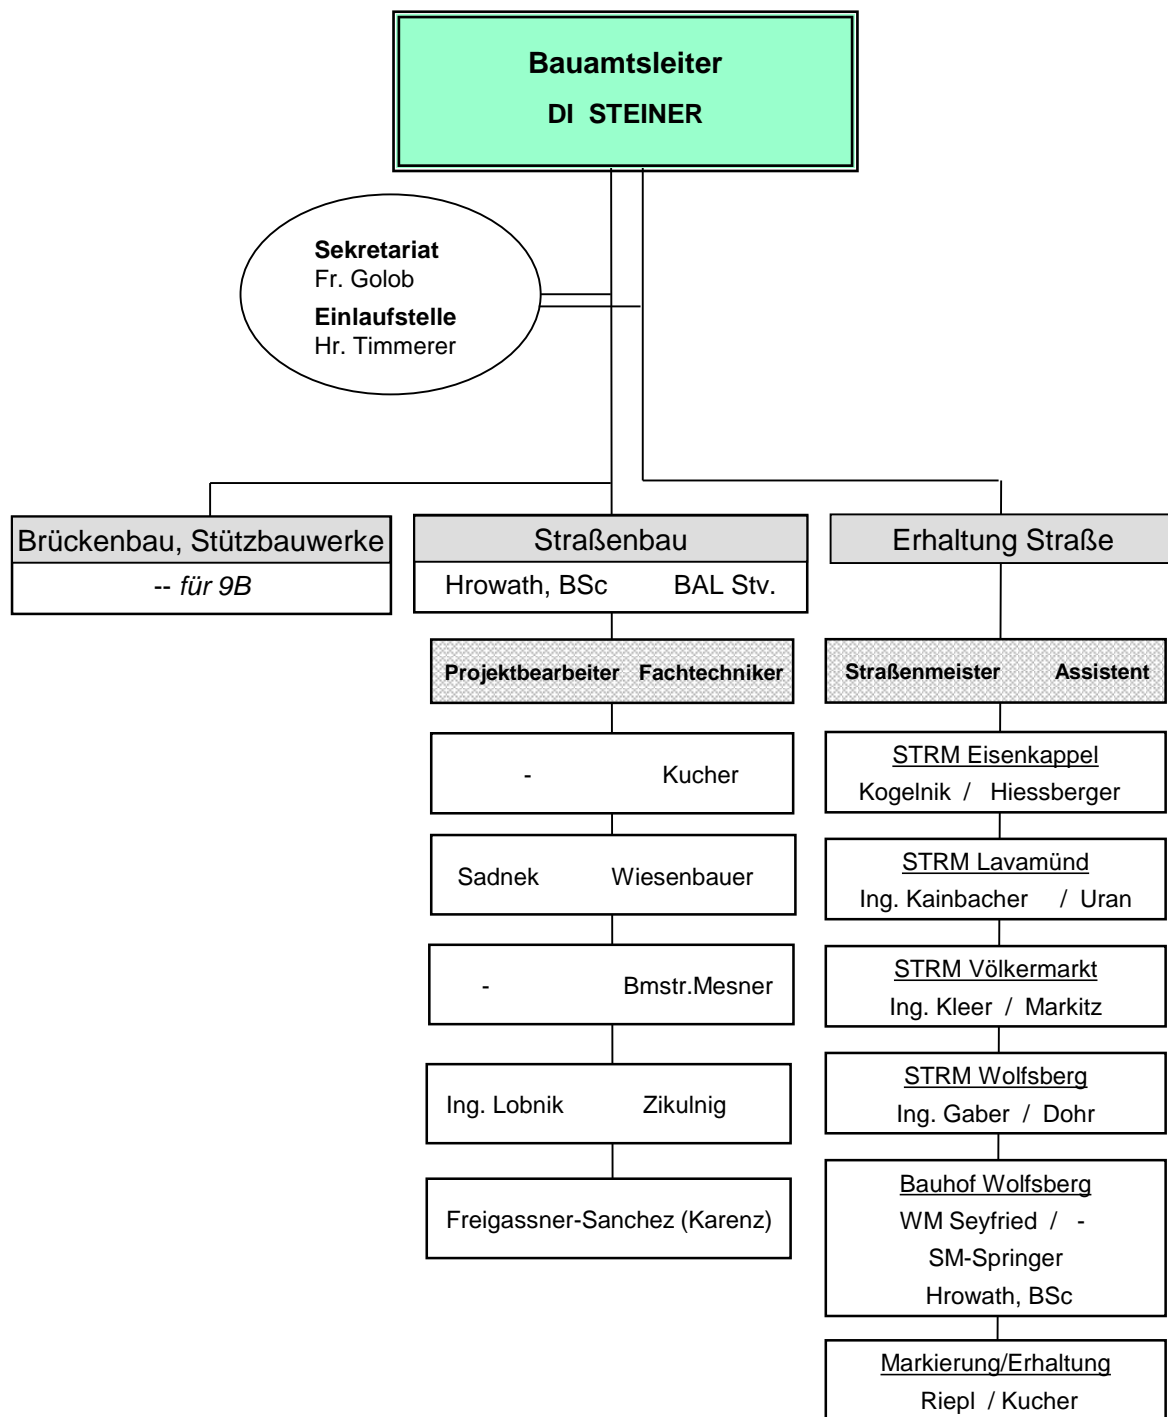 Bauamtsleiter
DI STEINER
Sekretariat
Fr. Golob
Einlaufstelle
Hr. Timmerer
Brückenbau, Stützbauwerke
-- für 9B
Straßenbau
Hrowath, BSc BAL Stv.
Projektbearbeiter Fachtechniker
- Kucher
Sadnek Wiesenbauer
- Bmstr.Mesner
Ing. Lobnik Zikulnig
Freigassner-Sanchez (Karenz)
Erhaltung Straße
Straßenmeister Assistent
STRM Eisenkappel
Kogelnik / Hiessberger
STRM Lavamünd
Ing. Kainbacher / Uran
STRM Völkermarkt
Ing. Kleer / Markitz
STRM Wolfsberg
Ing. Gaber / Dohr
Bauhof Wolfsberg
WM Seyfried / -
SM-Springer
Hrowath, BSc
Markierung/Erhaltung
Riepl / Kucher